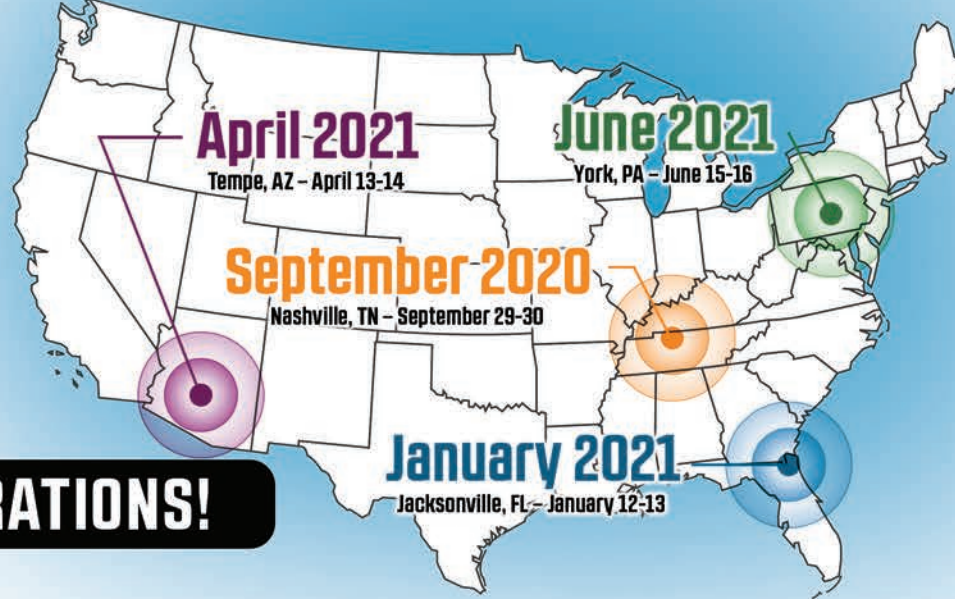 April 2021
Tempe, AZ – April 13-14
June 2021
York, PA – June 15-16
September 2020
Nashville, TN – September 29-30
January 2021
Jacksonville, FL – January 12-13
RATIONS!